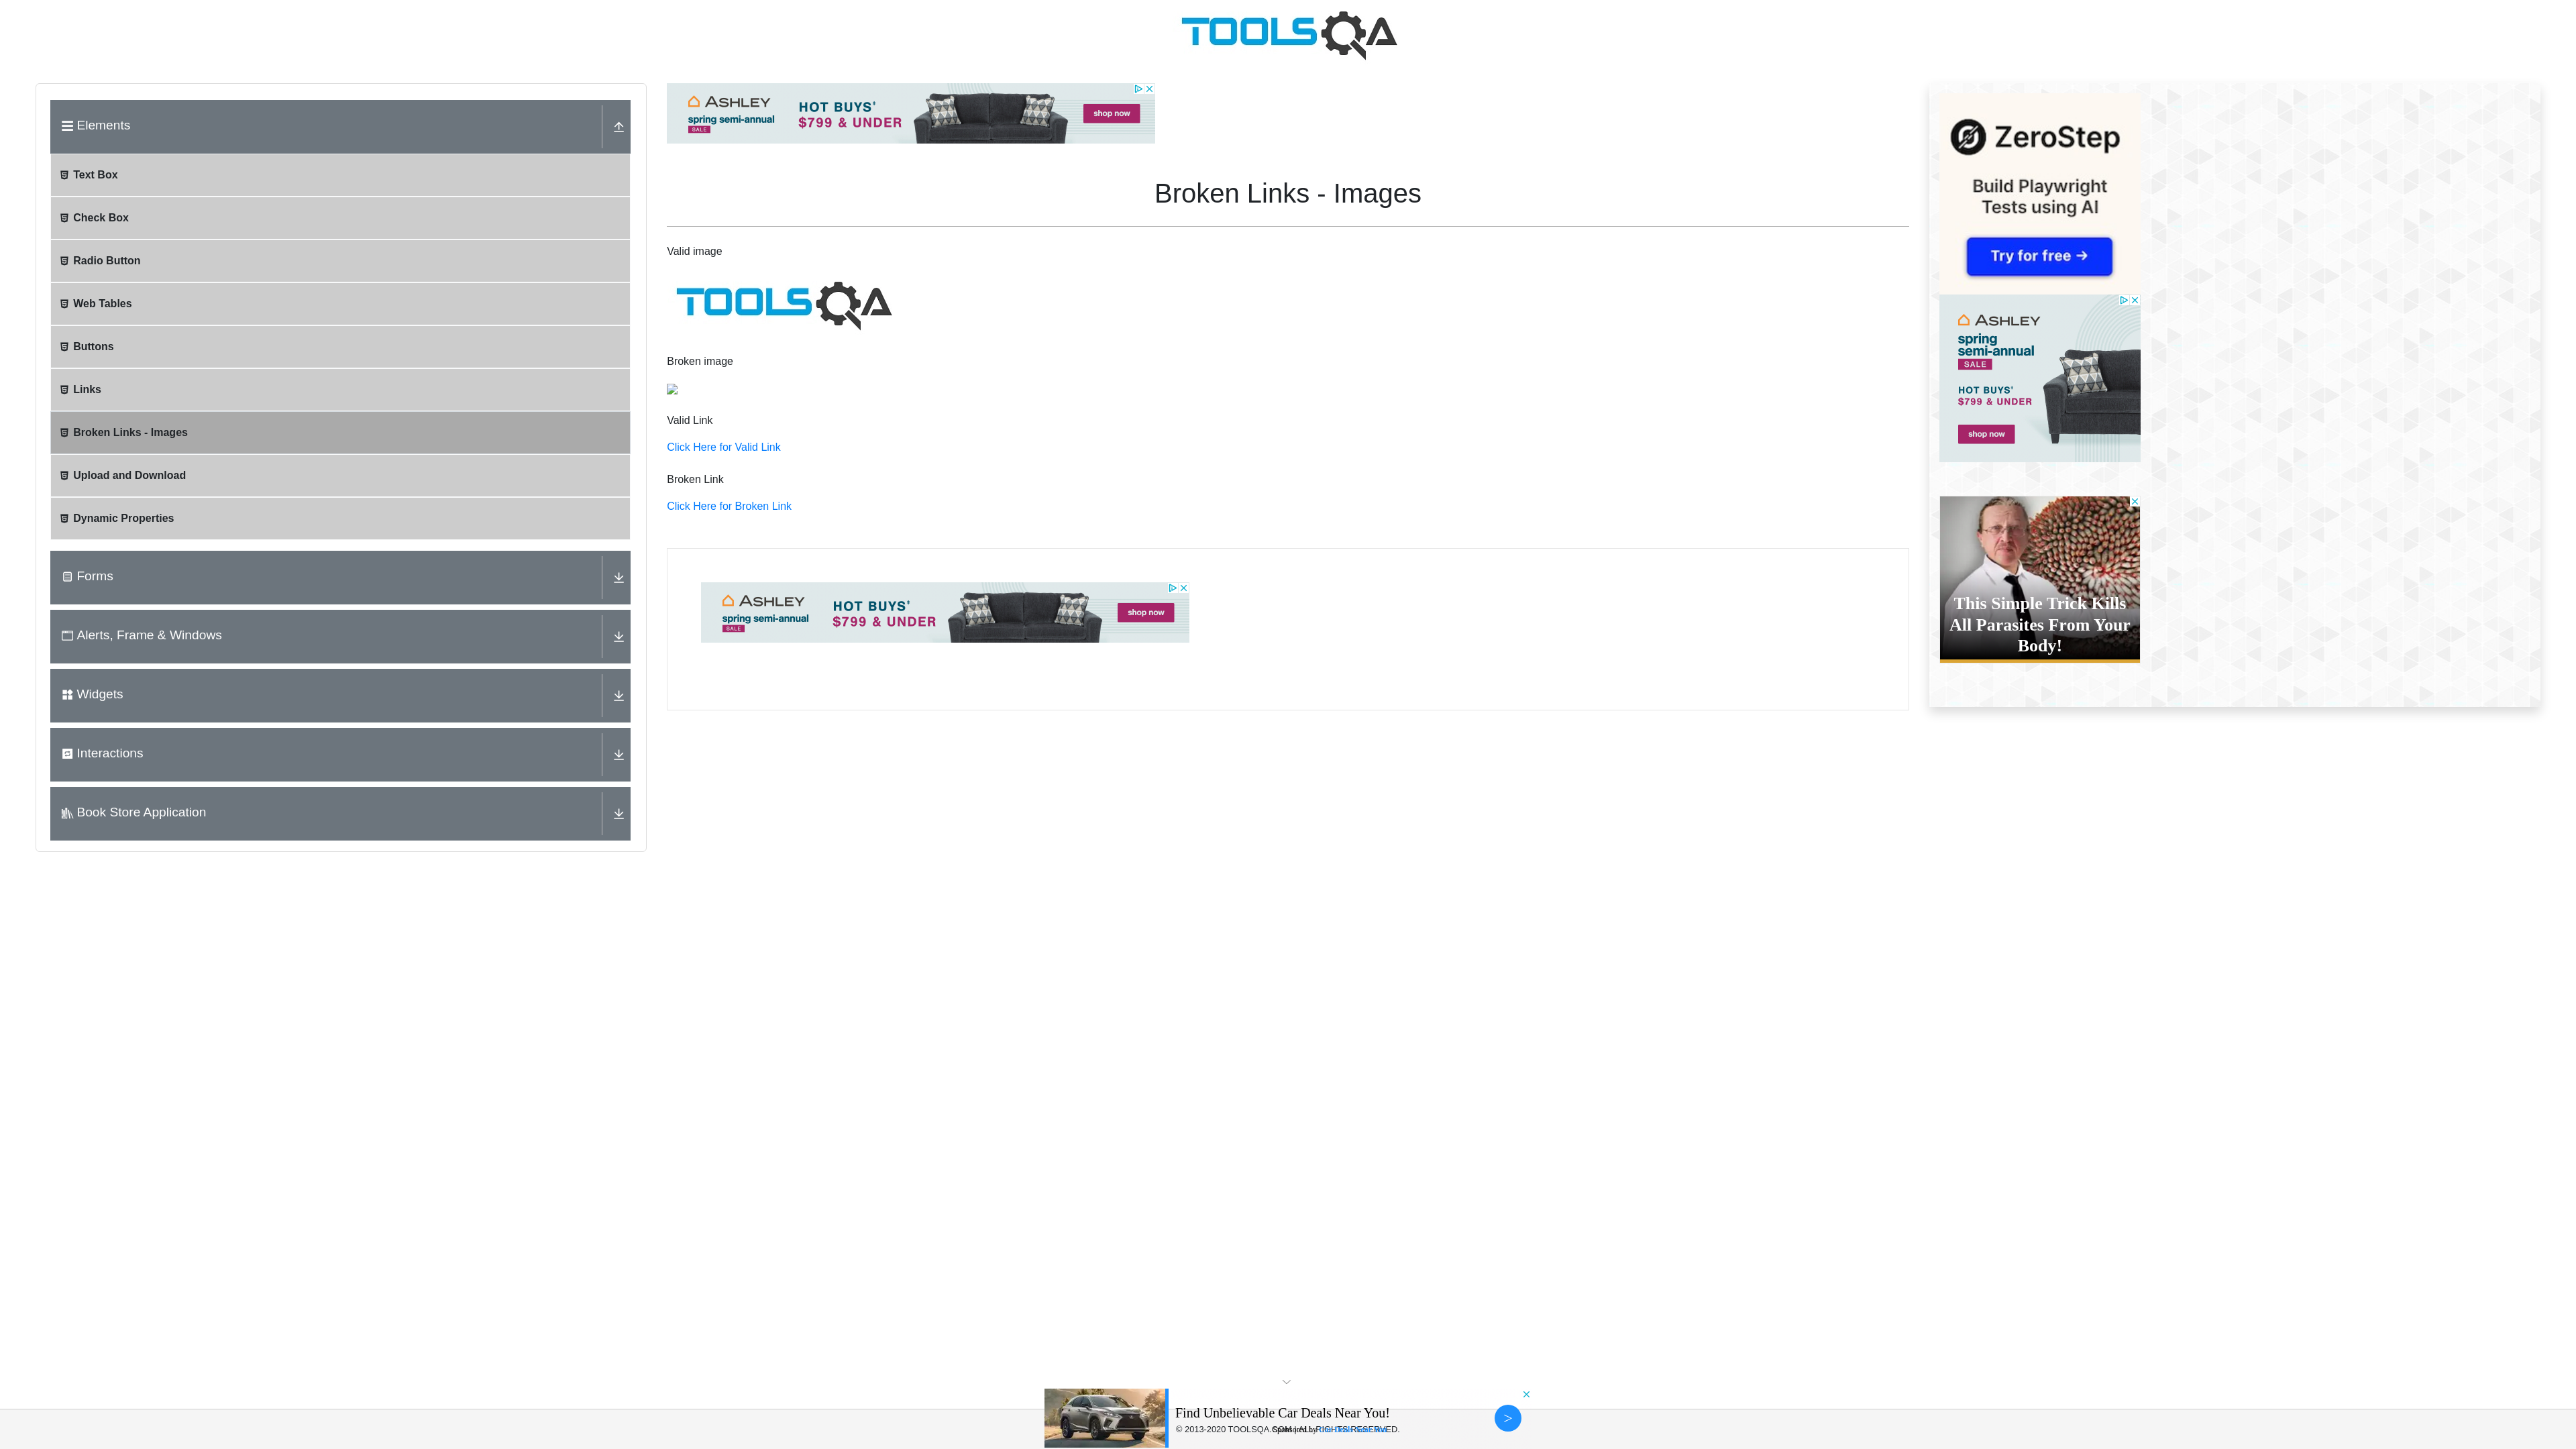 TOOLSQA
Elements
Text Box
Check Box
Radio Button
Web Tables
Buttons
Links
Broken Links - Images
Upload and Download
Dynamic Properties
Forms
Alerts, Frame & Windows
Widgets
Interactions
Book Store Application
ASHLEY
spring semi-annual
SALE
HOT BUYS*
$799 & UNDER
shop now
Broken Links - Images
Valid image
TOOLSQA
Broken image
Valid Link
Click Here for Valid Link
Broken Link
Click Here for Broken Link
ASHLEY
spring semi-annual
SALE
HOT BUYS*
$799 & UNDER
shop now
ZeroStep
Build Playwright
Tests using AI
Try for free →
ASHLEY
spring
semi-annual
SALE
HOT BUYS*
$799 & UNDER
shop now
This Simple Trick Kills
All Parasites From Your
Body!
Find Unbelievable Car Deals Near You!
© 2013-2020 TOOLSQA.COM | ALL RIGHTS RESERVED.